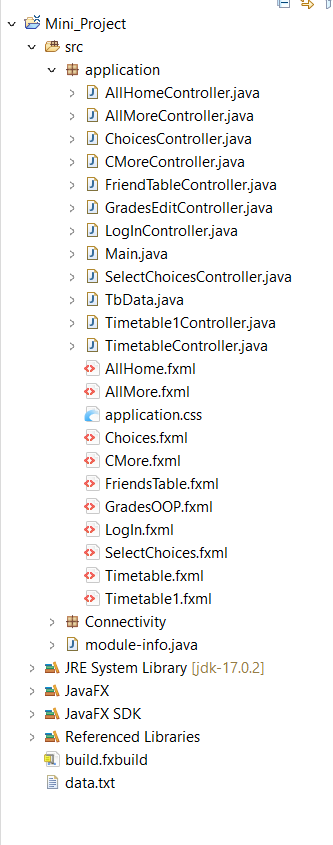 Mini_Project
src
application
AllHomeController.java
AllMoreController.java
ChoicesController.java
CMoreController.java
FriendTableController.java
GradesEditController.java
LogInController.java
Main.java
SelectChoicesController.java
TbData.java
Timetable1Controller.java
TimetableController.java
AllHome.fxml
AllMore.fxml
application.css
Choices.fxml
CMore.fxml
FriendsTable.fxml
GradesOOP.fxml
LogIn.fxml
SelectChoices.fxml
Timetable.fxml
Timetable1.fxml
Connectivity
module-info.java
JRE System Library [jdk-17.0.2]
JavaFX
JavaFX SDK
Referenced Libraries
build.fxbuild
data.txt